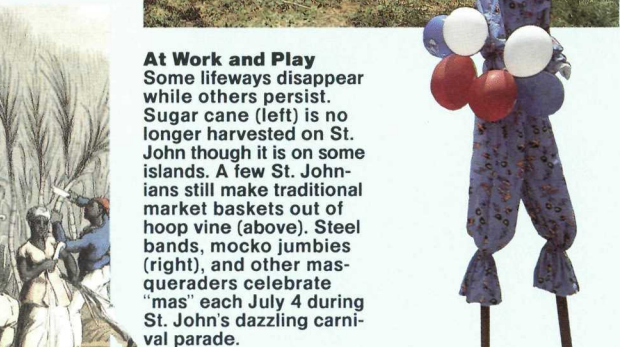 At Work and Play
Some lifeways disappear
while others persist.
Sugar cane (left) is no
longer harvested on St.
John though it is on some
islands. A few St. John-
ians still make traditional
market baskets out of
hoop vine (above). Steel
bands, mocko jumbies
(right), and other mas-
queraders celebrate
“mas” each July 4 during
St. John's dazzling carni-
val parade.